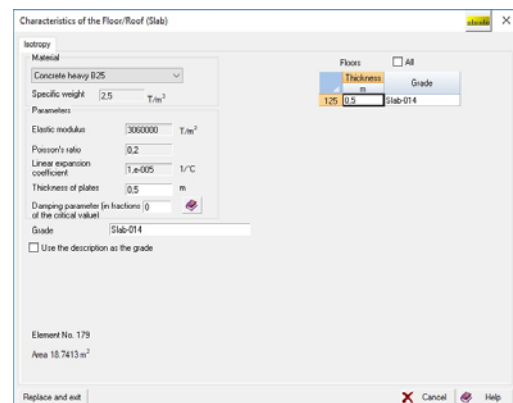 Characteristics of the Floor/Roof (Slab)
Isotropy
Material
Concrete heavy B25
Specific weight 2,5 T/m³
Parameters
Elastic modulus 3060000 T/m²
Poisson's ratio 0,2
Linear expansion
coefficient 1,e-005 1/°C
Thickness of plates 0,5 m
Damping parameter (in fractions
of the critical value) 0
Grade Slab-014
Use the description as the grade
Element No. 179
Area 18.7413 m²
Replace and exit
Floors All
Thickness
m Grade
125 0,5 Slab-014
Cancel Help